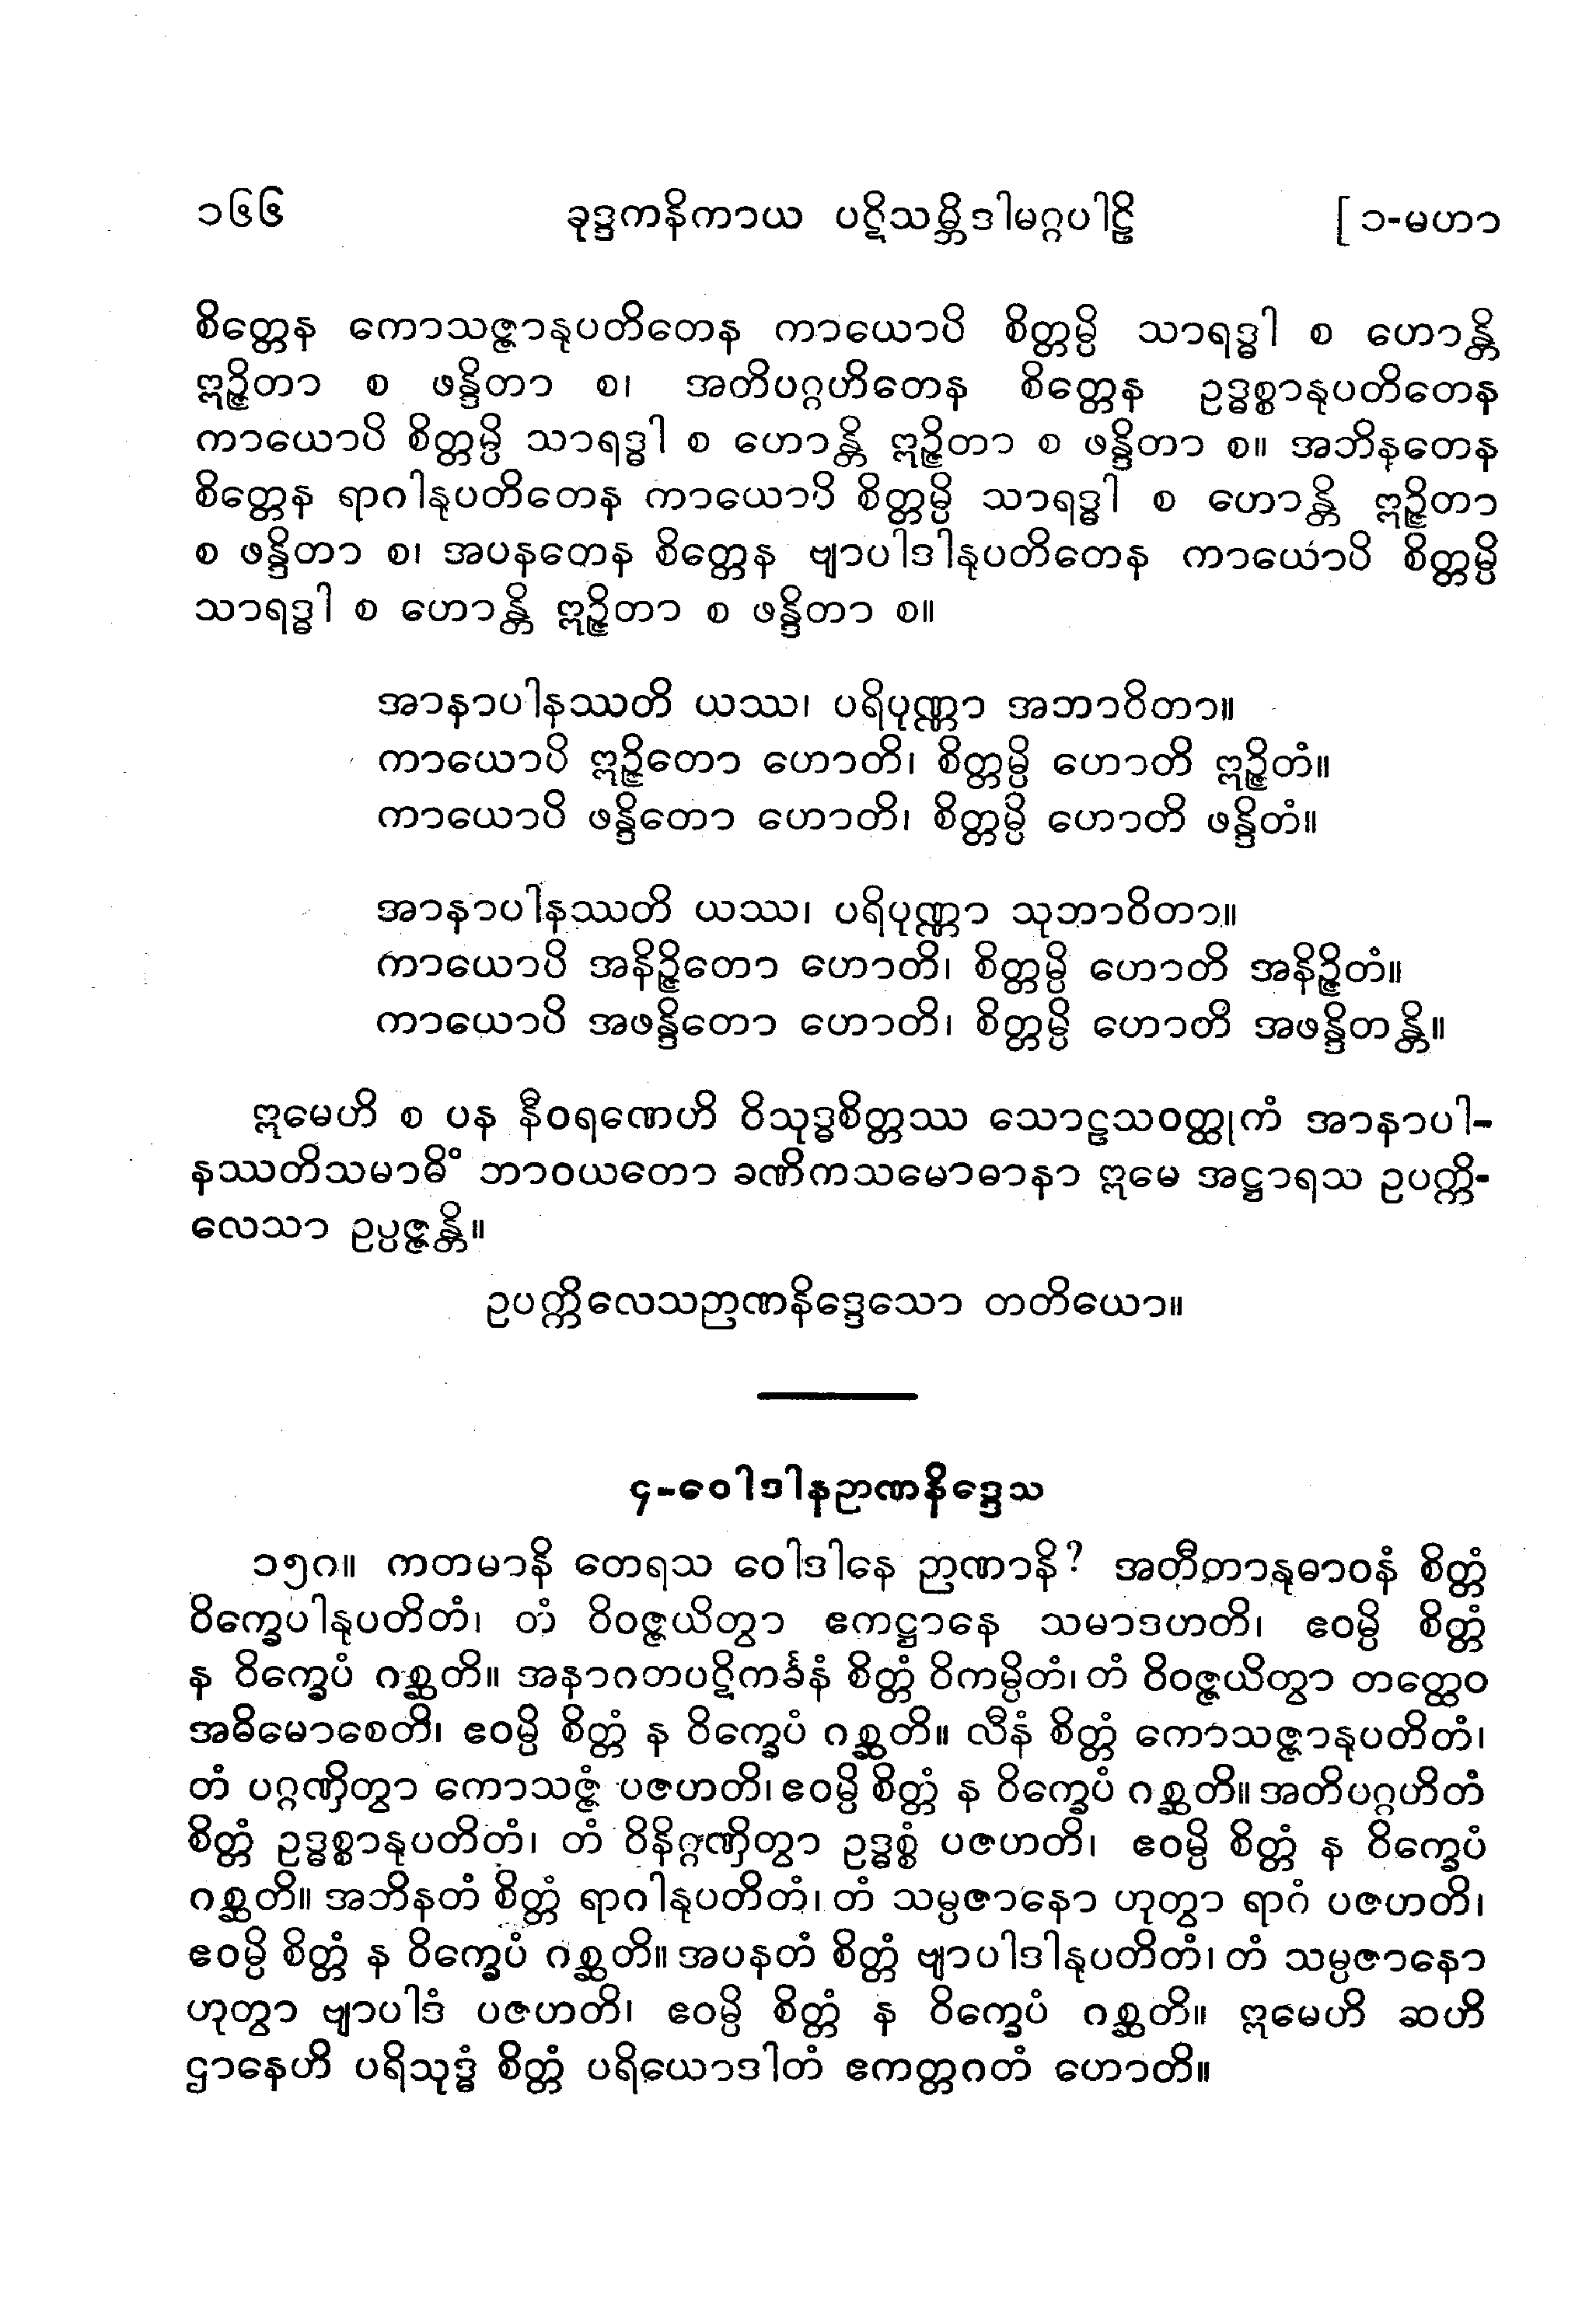 ၁၆၆ ခုဒ္ဒကနိကာယ ပဋိသမ္ဘိဒါမဂ္ဂပါဠိ [ ၁-မဟာ
စိတ္တေန ကောသဇ္ဇာနုပတိတေန ကာယောပိ စိတ္တမ္ပိ သာရဒ္ဓါ စ ဟောန္တိ
ဣဉ္ဇိတာ စ ဖန္ဒိတာ စ၊ အတိပဂ္ဂဟိတေန စိတ္တေန ဥဒ္ဓစ္စာနုပတိတေန
ကာယောပိ စိတ္တမ္ပိ သာရဒ္ဓါ စ ဟောန္တိ ဣဉ္ဇိတာ စ ဖန္ဒိတာ စ။ အဘိနတေန
စိတ္တေန ရာဂါနုပတိတေန ကာယောပိ စိတ္တမ္ပိ သာရဒ္ဓါ စ ဟောန္တိ ဣဉ္ဇိတာ
စ ဖန္ဒိတာ စ၊ အပနတေန စိတ္တေန ဗျာပါဒါနုပတိတေန ကာယောပိ စိတ္တမ္ပိ
သာရဒ္ဓါ စ ဟောန္တိ ဣဉ္ဇိတာ စ ဖန္ဒိတာ စ။
အာနာပါနဿတိ ယဿ၊ ပရိပုဏ္ဏာ အဘာဝိတာ။
ကာယောပိ ဣဉ္ဇိတော ဟောတိ၊ စိတ္တမ္ပိ ဟောတိ ဣဉ္ဇိတံ။
ကာယောပိ ဖန္ဒိတော ဟောတိ၊ စိတ္တမ္ပိ ဟောတိ ဖန္ဒိတံ။
အာနာပါနဿတိ ယဿ၊ ပရိပုဏ္ဏာ သုဘာဝိတာ။
ကာယောပိ အနိဉ္ဇိတော ဟောတိ၊ စိတ္တမ္ပိ ဟောတိ အနိဉ္ဇိတံ။
ကာယောပိ အဖန္ဒိတော ဟောတိ၊ စိတ္တမ္ပိ ဟောတိ အဖန္ဒိတန္တိ။
ဣမေဟိ စ ပန နီဝရဏေဟိ ဝိသုဒ္ဓစိတ္တဿ သောဠသဝတ္ထုကံ အာနာပါ-
နဿတိသမာဓိံ ဘာဝယတော ခဏိကသမောဓာနာ ဣမေ အဋ္ဌာရသ ဥပက္ကိ-
လေသာ ဥပ္ပဇ္ဇန္တိ။
ဥပက္ကိလေသဉာဏနိဒ္ဒေသော တတိယော။
၄-ဝေါဒါနဉာဏနိဒ္ဒေသ
၁၅၈။ ကတမာနိ တေရသ ဝေါဒါနေ ဉာဏာနိ? အတီတာနုဓာဝနံ စိတ္တံ
ဝိက္ခေပါနုပတိတံ၊ တံ ဝိဝဇ္ဇယိတွာ ဧကဋ္ဌာနေ သမာဒဟတိ၊ ဧဝမ္ပိ စိတ္တံ
န ဝိက္ခေပံ ဂစ္ဆတိ။ အနာဂတပဋိကင်္ခနံ စိတ္တံ ဝိကမ္ပိတံ၊ တံ ဝိဝဇ္ဇယိတွာ တတ္ထေဝ
အဓိမောစေတိ၊ ဧဝမ္ပိ စိတ္တံ န ဝိက္ခေပံ ဂစ္ဆတိ။ လီနံ စိတ္တံ ကောသဇ္ဇာနုပတိတံ၊
တံ ပဂ္ဂဏှိတွာ ကောသဇ္ဇံ ပဇဟတိ၊ ဧဝမ္ပိ စိတ္တံ န ဝိက္ခေပံ ဂစ္ဆတိ။ အတိပဂ္ဂဟိတံ
စိတ္တံ ဥဒ္ဓစ္စာနုပတိတံ၊ တံ ဝိနိဂ္ဂဏှိတွာ ဥဒ္ဓစ္စံ ပဇဟတိ၊ ဧဝမ္ပိ စိတ္တံ န ဝိက္ခေပံ
ဂစ္ဆတိ။ အဘိနတံ စိတ္တံ ရာဂါနုပတိတံ၊ တံ သမ္ပဇာနော ဟုတွာ ရာဂံ ပဇဟတိ၊
ဧဝမ္ပိ စိတ္တံ န ဝိက္ခေပံ ဂစ္ဆတိ။ အပနတံ စိတ္တံ ဗျာပါဒါနုပတိတံ၊ တံ သမ္ပဇာနော
ဟုတွာ ဗျာပါဒံ ပဇဟတိ၊ ဧဝမ္ပိ စိတ္တံ န ဝိက္ခေပံ ဂစ္ဆတိ။ ဣမေဟိ ဆဟိ
ဌာနေဟိ ပရိသုဒ္ဓံ စိတ္တံ ပရိယောဒါတံ ဧကတ္တဂတံ ဟောတိ။